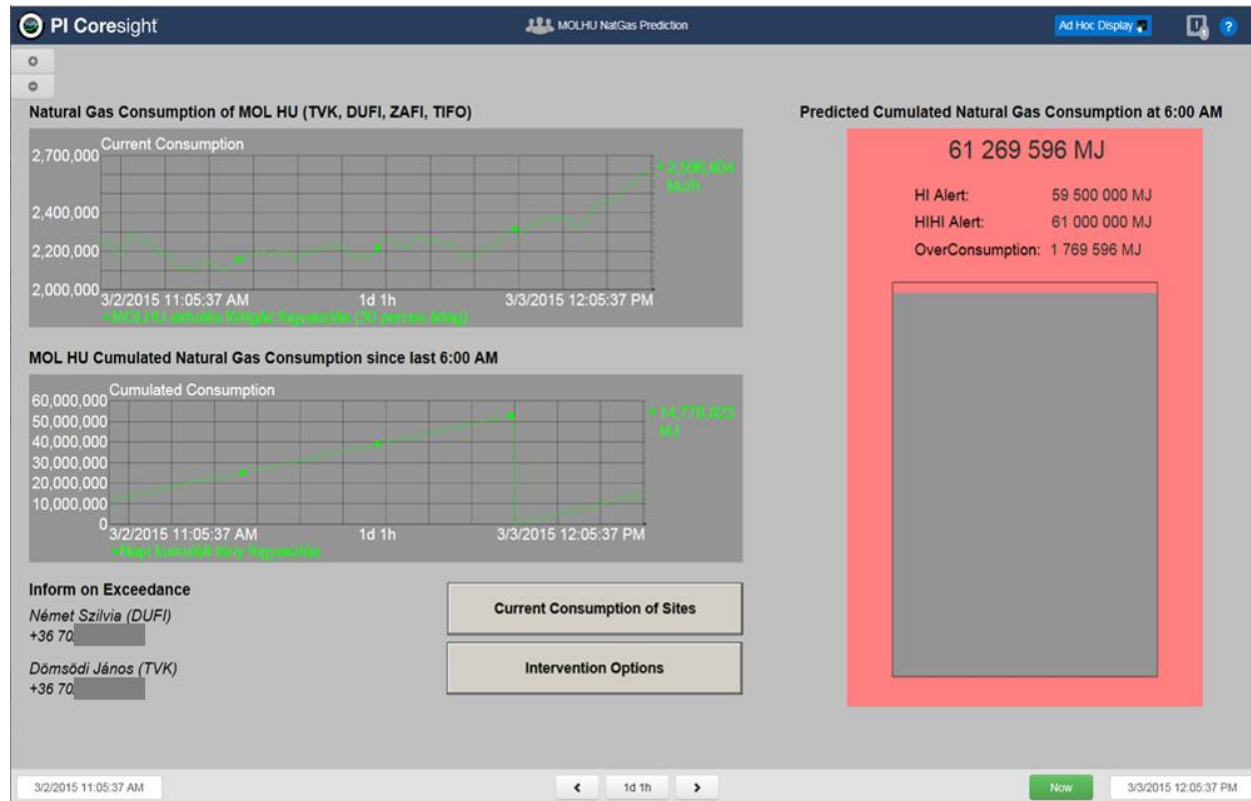 PI Coresight
MOLHU NatGas Prediction
Ad Hoc Display
Natural Gas Consumption of MOL HU (TVK, DUFI, ZAFI, TIFO)
Current Consumption
2,700,000
2,400,000
2,200,000
2,000,000
MJ/h
3/2/2015 11:05:37 AM 1d 1h 3/3/2015 12:05:37 PM
MOL HU Cumulated Natural Gas Consumption since last 6:00 AM
Cumulated Consumption
60,000,000
50,000,000
40,000,000
30,000,000
20,000,000
10,000,000
0
MJ
3/2/2015 11:05:37 AM 1d 1h 3/3/2015 12:05:37 PM
Inform on Exceedance
Német Szilvia (DUFI)
+36 70
Dömsödi János (TVK)
+36 70
Current Consumption of Sites
Intervention Options
Predicted Cumulated Natural Gas Consumption at 6:00 AM
61 269 596 MJ
HI Alert: 59 500 000 MJ
HIHI Alert: 61 000 000 MJ
OverConsumption: 1 769 596 MJ
3/2/2015 11:05:37 AM
1d 1h
Now
3/3/2015 12:05:37 PM